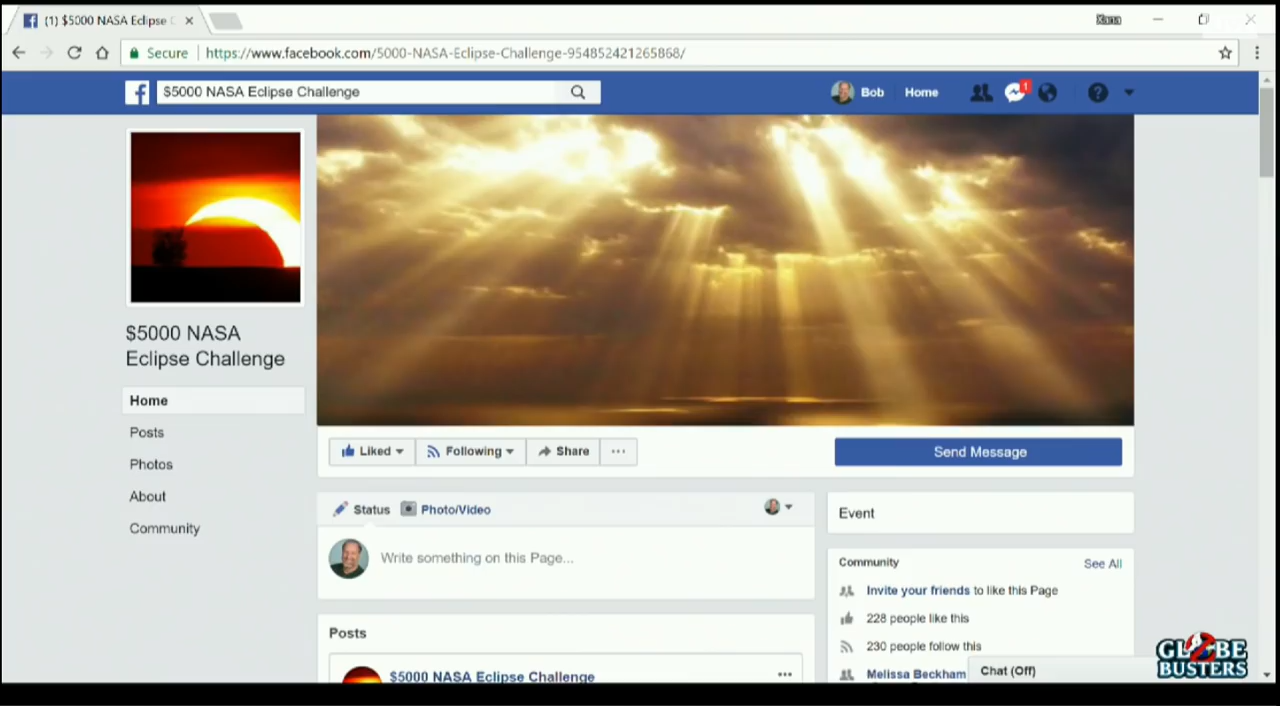 (1) $5000 NASA Eclipse C
Xana
Secure
https://www.facebook.com/5000-NASA-Eclipse-Challenge-954852421265868/
$5000 NASA Eclipse Challenge
Bob
Home
1
$5000 NASA
Eclipse Challenge
Home
Posts
Photos
About
Community
Liked
Following
Share
Send Message
Status
Photo/Video
Write something on this Page...
Posts
$5000 NASA Eclipse Challenge
Event
Community
See All
Invite your friends to like this Page
228 people like this
230 people follow this
Melissa Beckham
Chat (Off)
GLOBE
BUSTERS